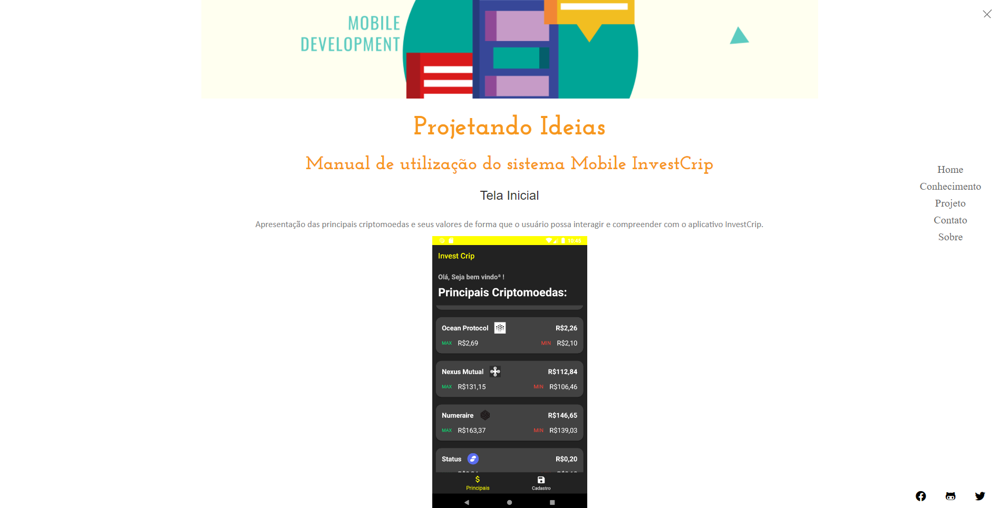 MOBILE
DEVELOPMENT
Projetando Ideias
Manual de utilização do sistema Mobile InvestCrip
Tela Inicial
Apresentação das principais criptomoedas e seus valores de forma que o usuário possa interagir e compreender com o aplicativo InvestCrip.
10:45
Invest Crip
Olá, Seja bem vindoª !
Principais Criptomoedas:
Ocean Protocol R$2,26
MAX R$2,69 MIN R$2,10
Nexus Mutual R$112,84
MAX R$131,15 MIN R$106,46
Numeraire R$146,65
MAX R$163,37 MIN R$139,03
Status R$0,20
Principais Cadastro
Home
Conhecimento
Projeto
Contato
Sobre